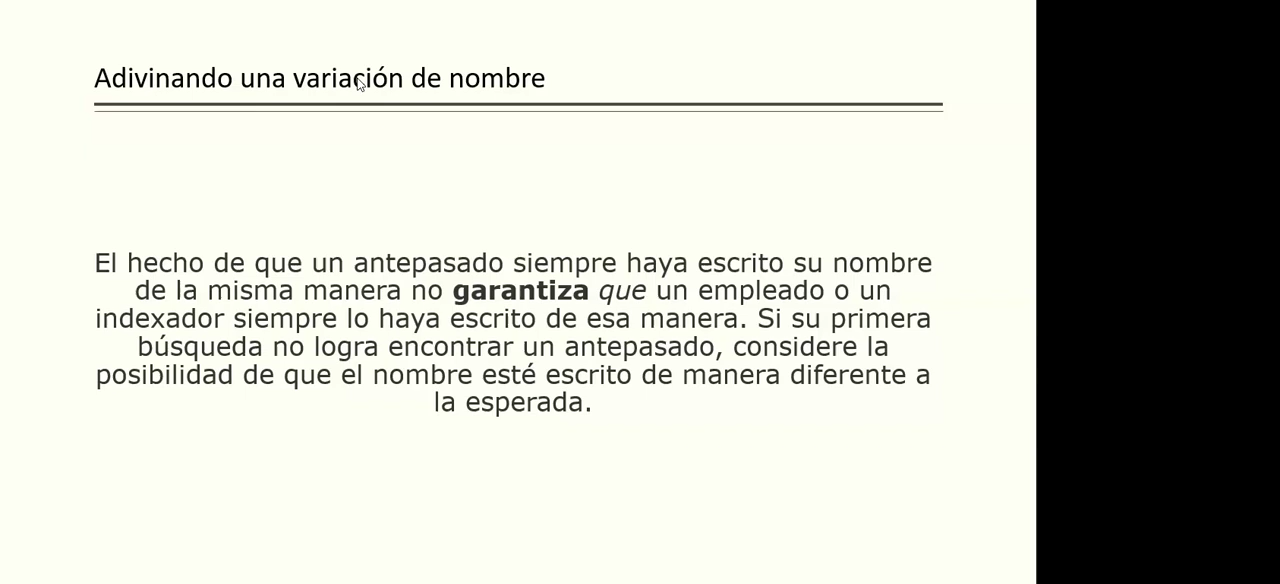 Adivinando una variación de nombre
El hecho de que un antepasado siempre haya escrito su nombre
de la misma manera no garantiza que un empleado o un
indexador siempre lo haya escrito de esa manera. Si su primera
búsqueda no logra encontrar un antepasado, considere la
posibilidad de que el nombre esté escrito de manera diferente a
la esperada.